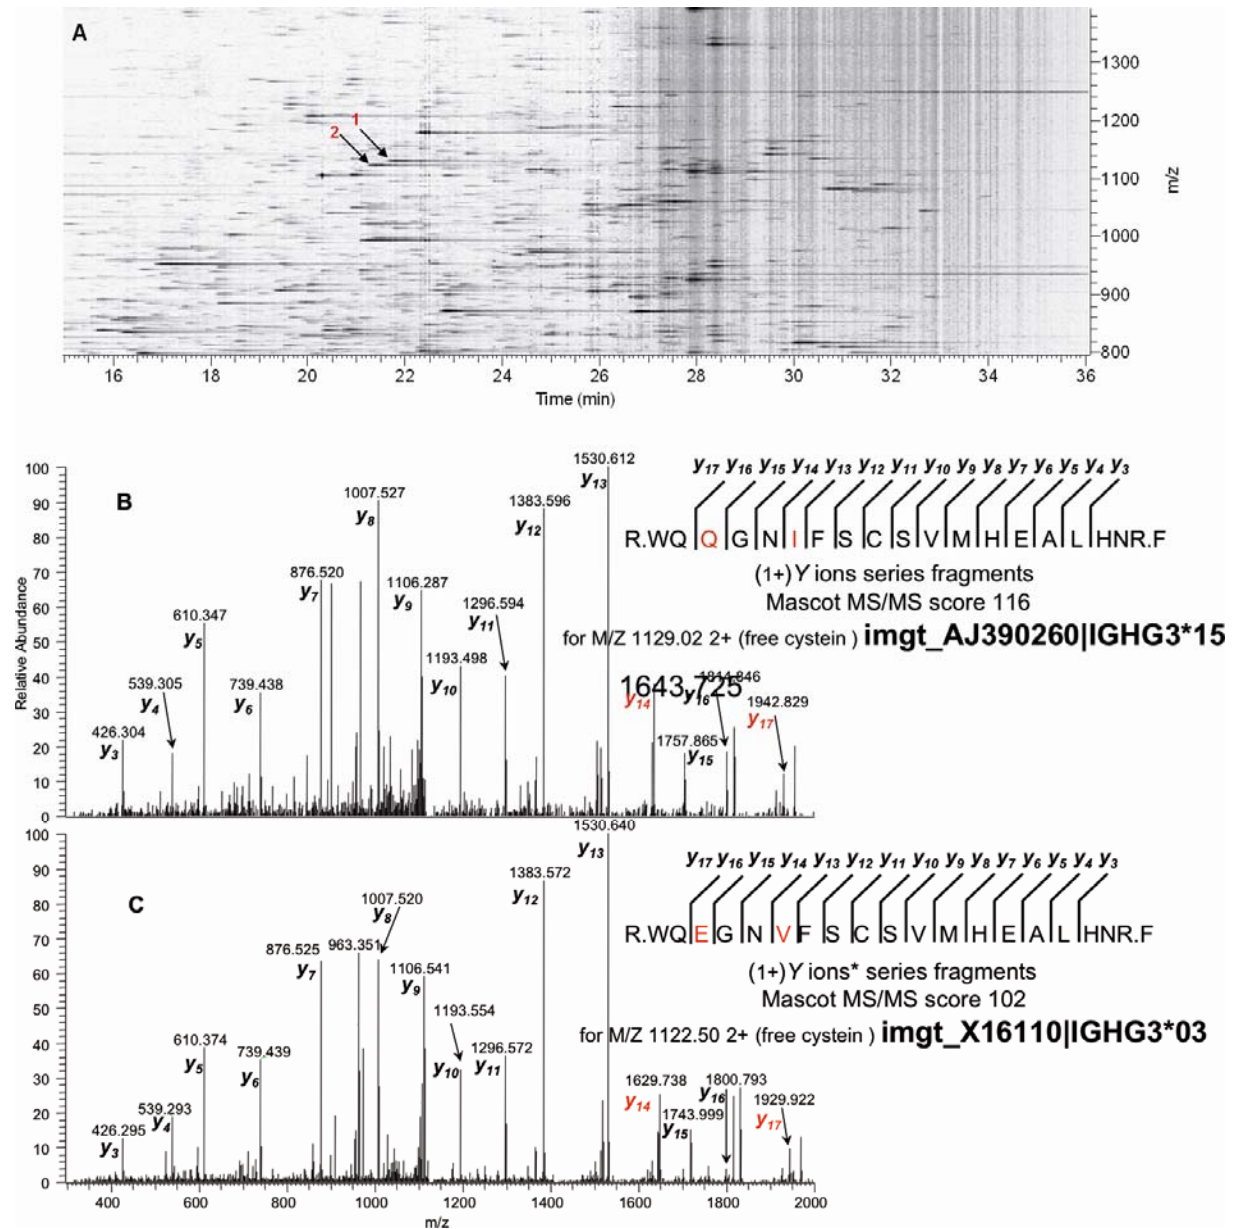 A
1
2
1300
1200
1100
1000
900
800
m/z
16 18 20 22 24 26 28 30 32 34 36
Time (min)
B
Relative Abundance
100
90
80
70
60
50
40
30
20
10
0
426.304
y3
539.305
y4
610.347
y5
739.438
y6
876.520
y7
1007.527
y8
1106.287
y9
1193.498
y10
1296.594
y11
1383.596
y12
1530.612
y13
1643.725
y14
1757.865
y15
1814.846
y16
1942.829
y17
y17 y16 y15 y14 y13 y12 y11 y10 y9 y8 y7 y6 y5 y4 y3
R.WQQGNIFSCSVMHEALHNR.F
(1+)Y ions series fragments
Mascot MS/MS score 116
for M/Z 1129.02 2+ (free cystein ) imgt_AJ390260|IGHG3*15
C
100
90
80
70
60
50
40
30
20
10
0
426.295
y3
539.293
y4
610.374
y5
739.439
y6
876.525
y7
963.351
1007.520
y8
1106.541
y9
1193.554
y10
1296.572
y11
1383.572
y12
1530.640
y13
1629.738
y14
1743.999
y15
1800.793
y16
1929.922
y17
y17 y16 y15 y14 y13 y12 y11 y10 y9 y8 y7 y6 y5 y4 y3
R.WQEGNVFSCSVMHEALHNR.F
(1+)Y ions* series fragments
Mascot MS/MS score 102
for M/Z 1122.50 2+ (free cystein ) imgt_X16110|IGHG3*03
400 600 800 1000 1200 1400 1600 1800 2000
m/z